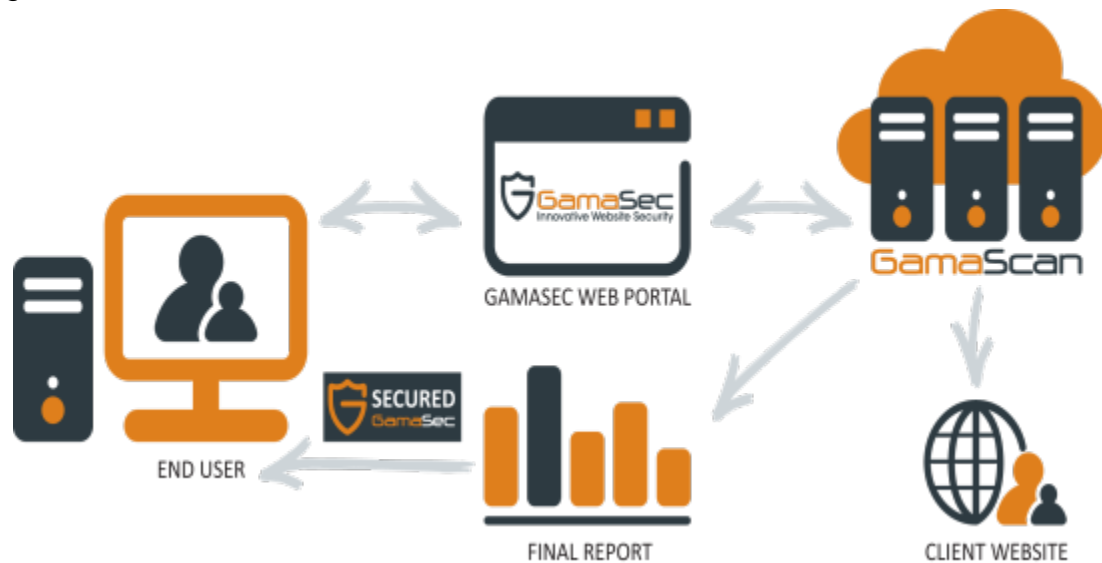 GamaSec
Innovative Website Security
GAMASEC WEB PORTAL
GamaScan
SECURED
GamaSec
END USER
FINAL REPORT
CLIENT WEBSITE